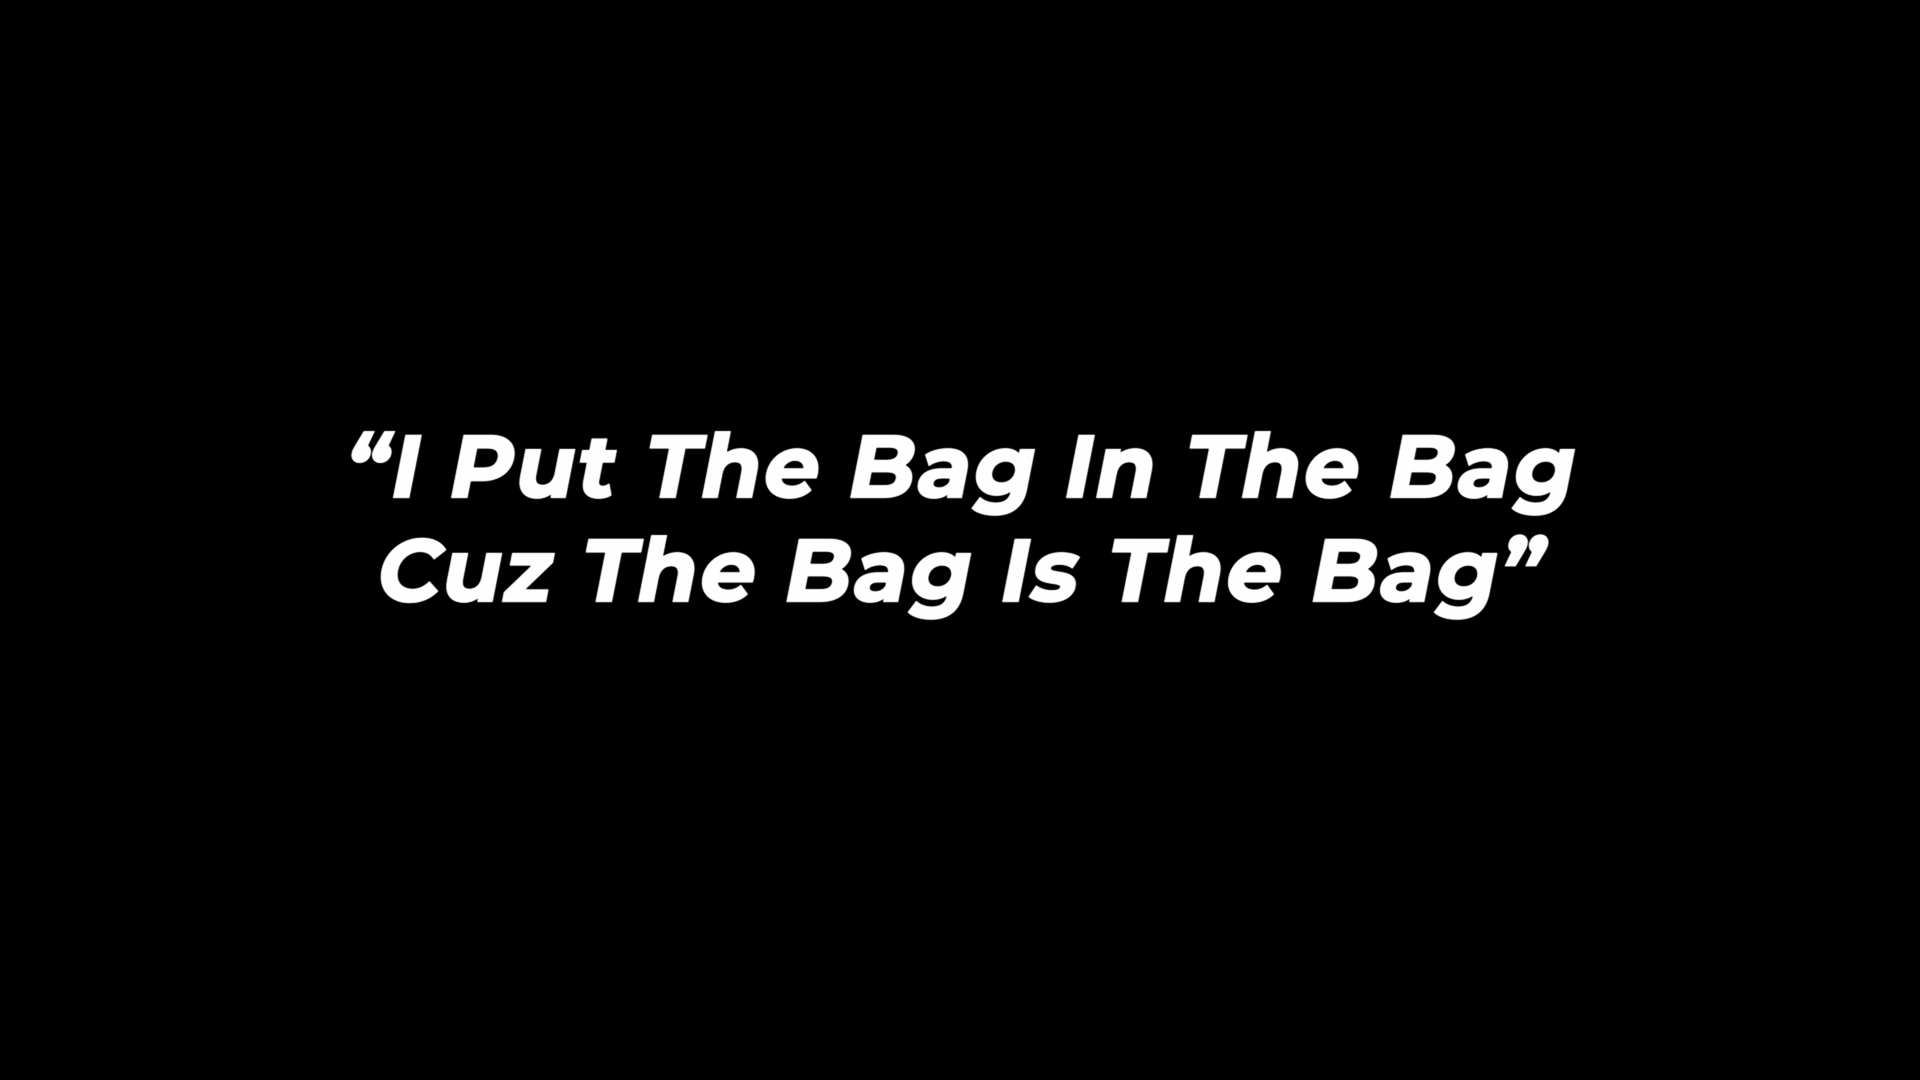 “I Put The Bag In The Bag
Cuz The Bag Is The Bag”